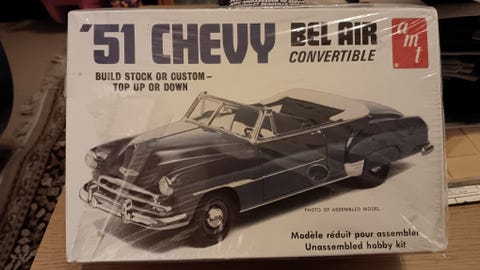 '51 CHEVY BEL AIR
CONVERTIBLE
amt
BUILD STOCK OR CUSTOM–
TOP UP OR DOWN
PHOTO OF ASSEMBLED MODEL
Modèle réduit pour assembler
Unassembled hobby kit